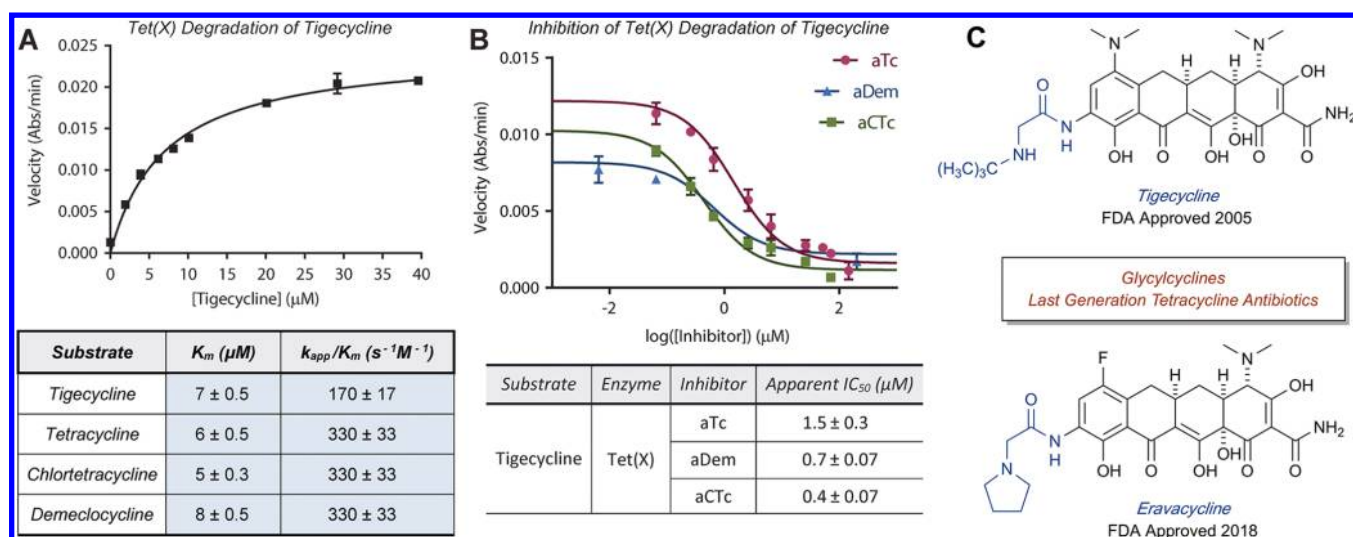 A
Tet(X) Degradation of Tigecycline
Velocity (Abs/min)
0.025
0.020
0.015
0.010
0.005
0.000
0 5 10 15 20 25 30 35 40
[Tigecycline] (μM)
Substrate Km (μM) kapp/Km (s-1M-1)
Tigecycline 7 ± 0.5 170 ± 17
Tetracycline 6 ± 0.5 330 ± 33
Chlortetracycline 5 ± 0.3 330 ± 33
Demeclocycline 8 ± 0.5 330 ± 33
B
Inhibition of Tet(X) Degradation of Tigecycline
Velocity (Abs/min)
0.015
0.010
0.005
0.000
aTc
aDem
aCTc
-2 0 2
log([Inhibitor]) (μM)
Substrate Enzyme Inhibitor Apparent IC50 (μM)
Tigecycline Tet(X) aTc 1.5 ± 0.3
aDem 0.7 ± 0.07
aCTc 0.4 ± 0.07
C
N N
H H
OH
O
N
H
NH
(H3C)3C
OH O OH OH O O
NH2
Tigecycline
FDA Approved 2005
Glycylcyclines
Last Generation Tetracycline Antibiotics
F N
H H
OH
O
N
H
N
OH O OH OH O O
NH2
Eravacycline
FDA Approved 2018